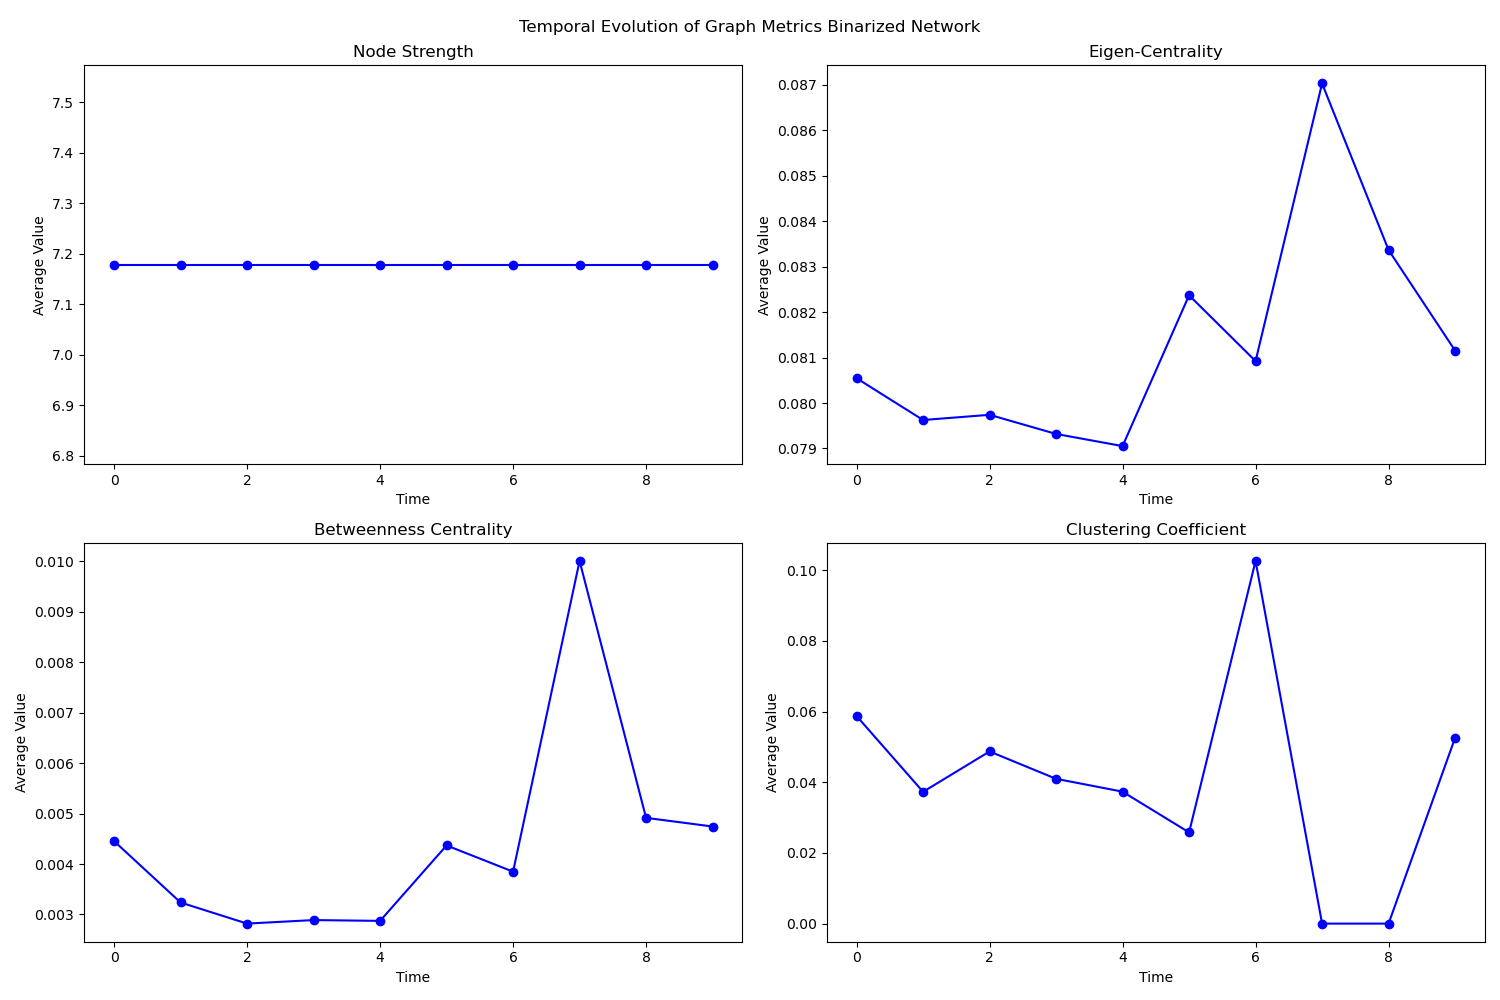 Temporal Evolution of Graph Metrics Binarized Network
Node Strength
Average Value
7.5
7.4
7.3
7.2
7.1
7.0
6.9
6.8
0 2 4 6 8
Time
Eigen-Centrality
Average Value
0.087
0.086
0.085
0.084
0.083
0.082
0.081
0.080
0.079
0 2 4 6 8
Time
Betweenness Centrality
Average Value
0.010
0.009
0.008
0.007
0.006
0.005
0.004
0.003
0 2 4 6 8
Time
Clustering Coefficient
Average Value
0.10
0.08
0.06
0.04
0.02
0.00
0 2 4 6 8
Time